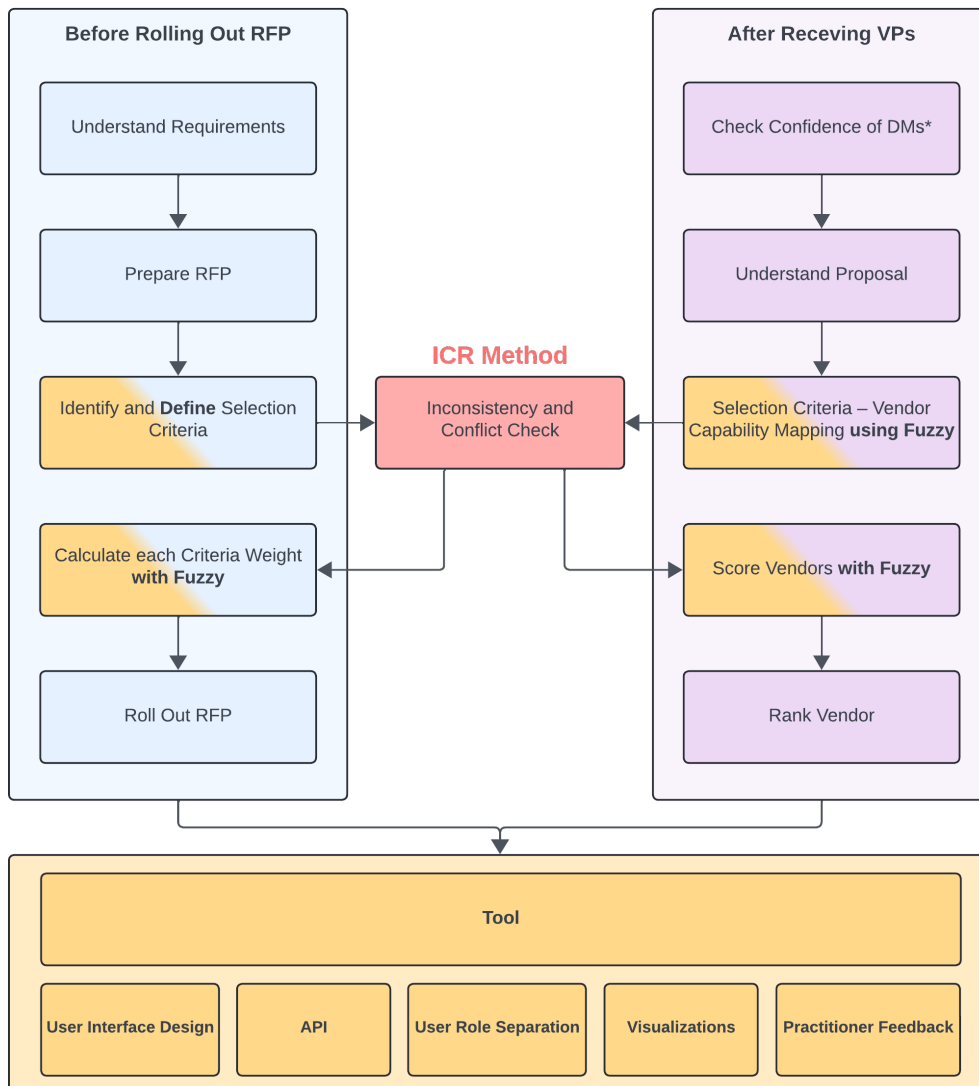 Before Rolling Out RFP
Understand Requirements
Prepare RFP
Identify and Define Selection
Criteria
Calculate each Criteria Weight
with Fuzzy
Roll Out RFP
ICR Method
Inconsistency and
Conflict Check
After Receving VPs
Check Confidence of DMs*
Understand Proposal
Selection Criteria – Vendor
Capability Mapping using Fuzzy
Score Vendors with Fuzzy
Rank Vendor
Tool
User Interface Design
API
User Role Separation
Visualizations
Practitioner Feedback